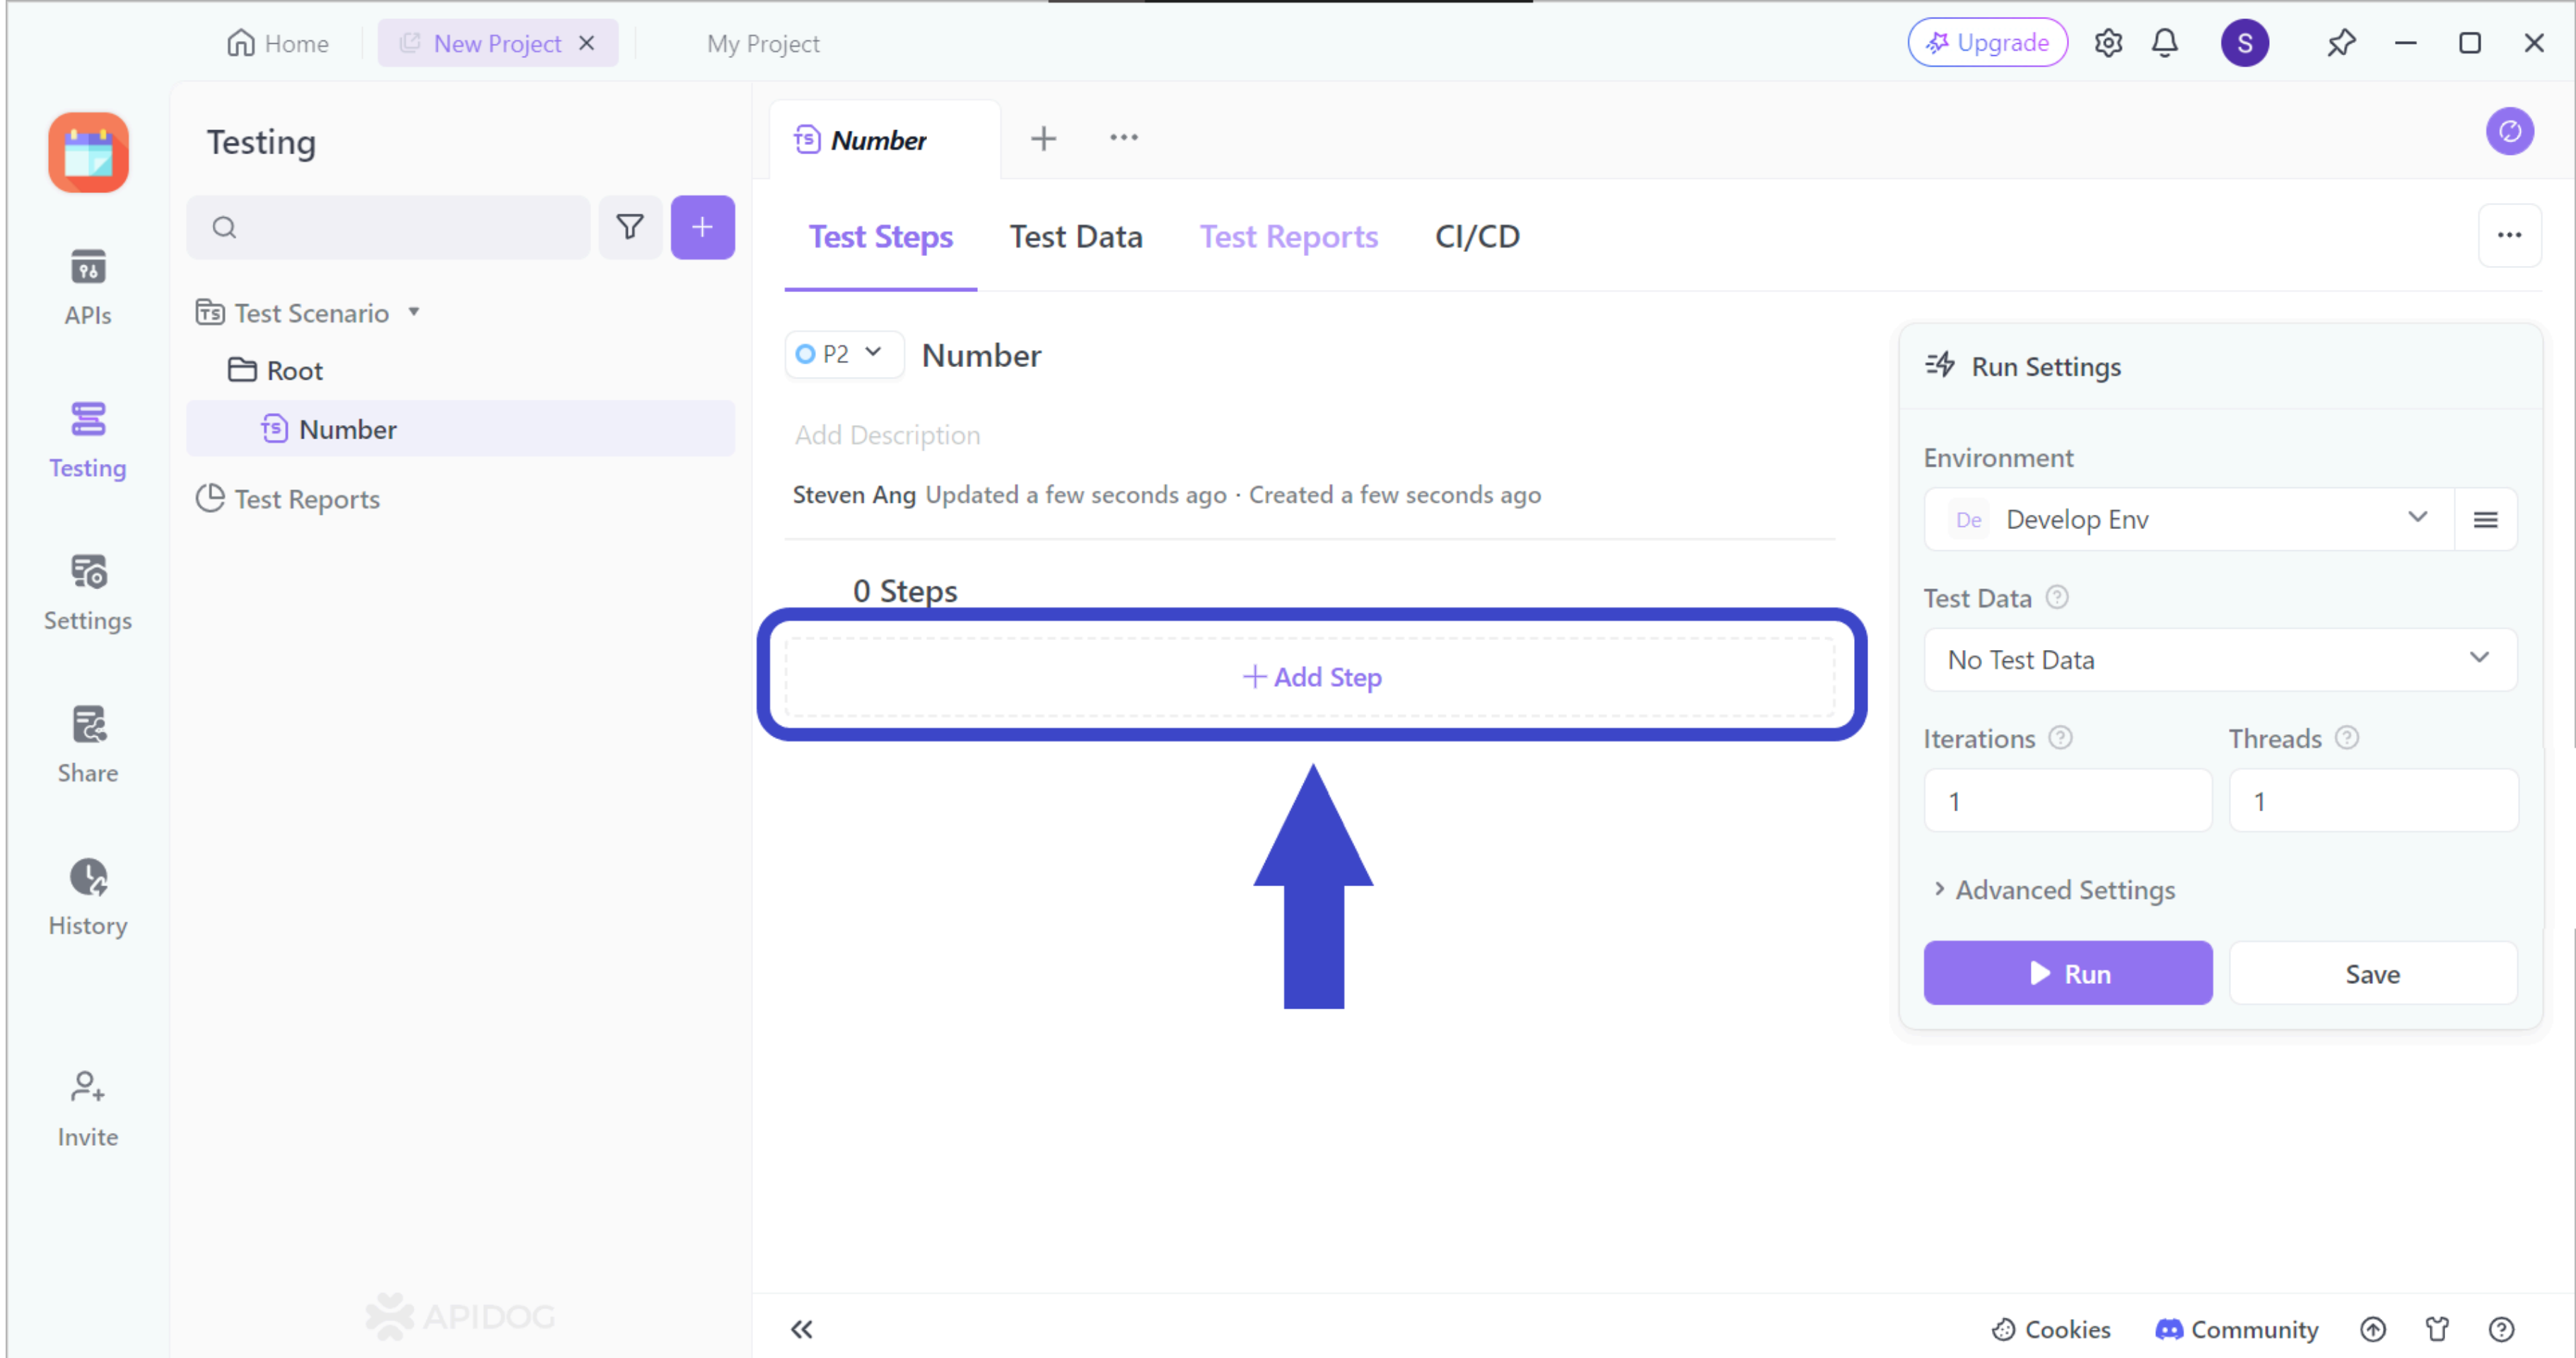 Home
New Project
My Project
Upgrade
S
Testing
TS Number
Test Steps
Test Data
Test Reports
CI/CD
APIs
TS Test Scenario
Root
TS Number
Test Reports
Testing
Settings
Share
History
Invite
P2
Number
Add Description
Steven Ang Updated a few seconds ago · Created a few seconds ago
0 Steps
+ Add Step
Run Settings
Environment
De Develop Env
Test Data ?
No Test Data
Iterations ?
Threads ?
1
1
Advanced Settings
Run
Save
APIDOG
Cookies
Community
?